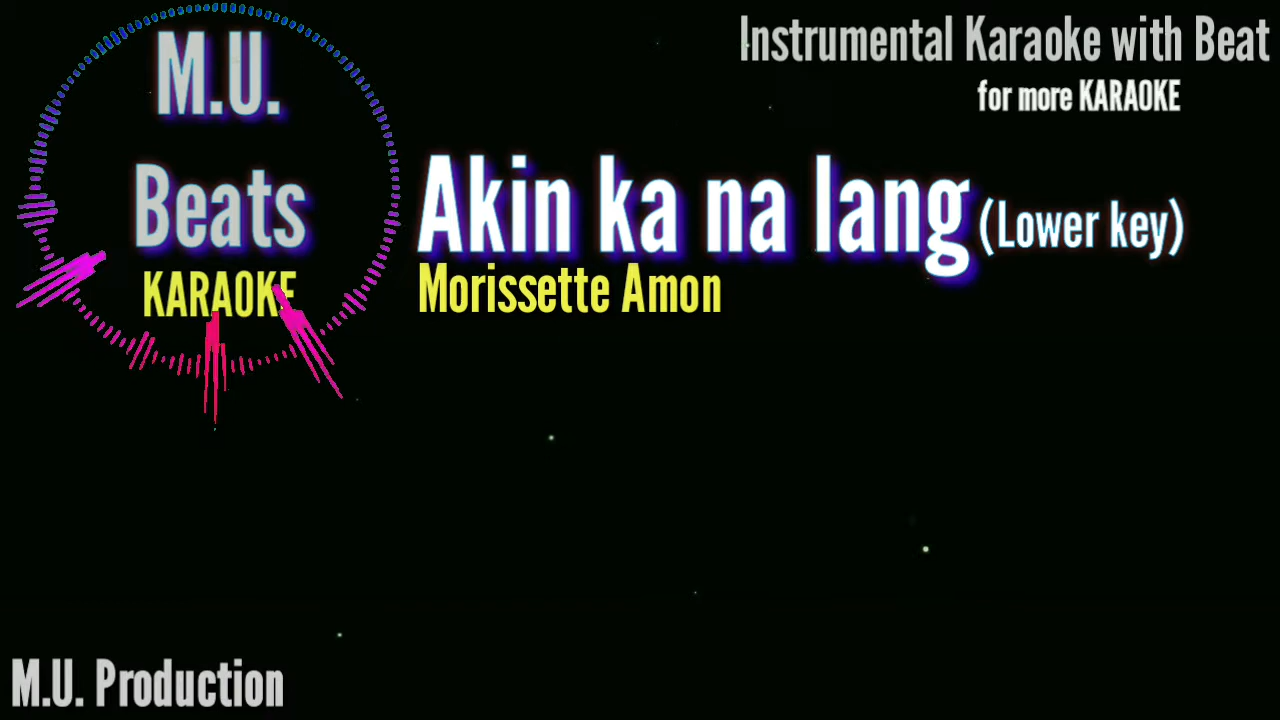 M.U.
Beats
KARAOKE
Instrumental Karaoke with Beat
for more KARAOKE
Akin ka na lang (Lower key)
Morissette Amon
M.U. Production